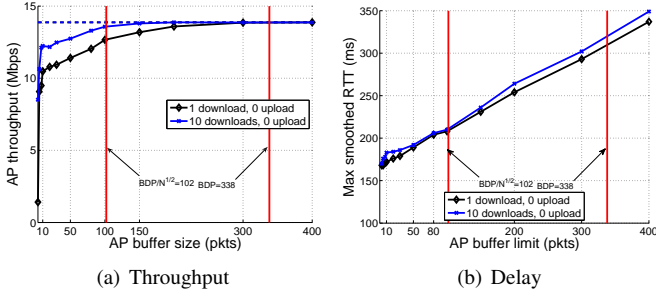 15
10
5
0
AP throughput (Mbps)
1 download, 0 upload
10 downloads, 0 upload
BDP/N^1/2=102
BDP=338
10 50 100 150 200 300 400
AP buffer size (pkts)
(a) Throughput
350
300
250
200
150
100
Max smoothed RTT (ms)
BDP/N^1/2=102
BDP=338
1 download, 0 upload
10 downloads, 0 upload
10 50 80 150 200 300 400
AP buffer limit (pkts)
(b) Delay